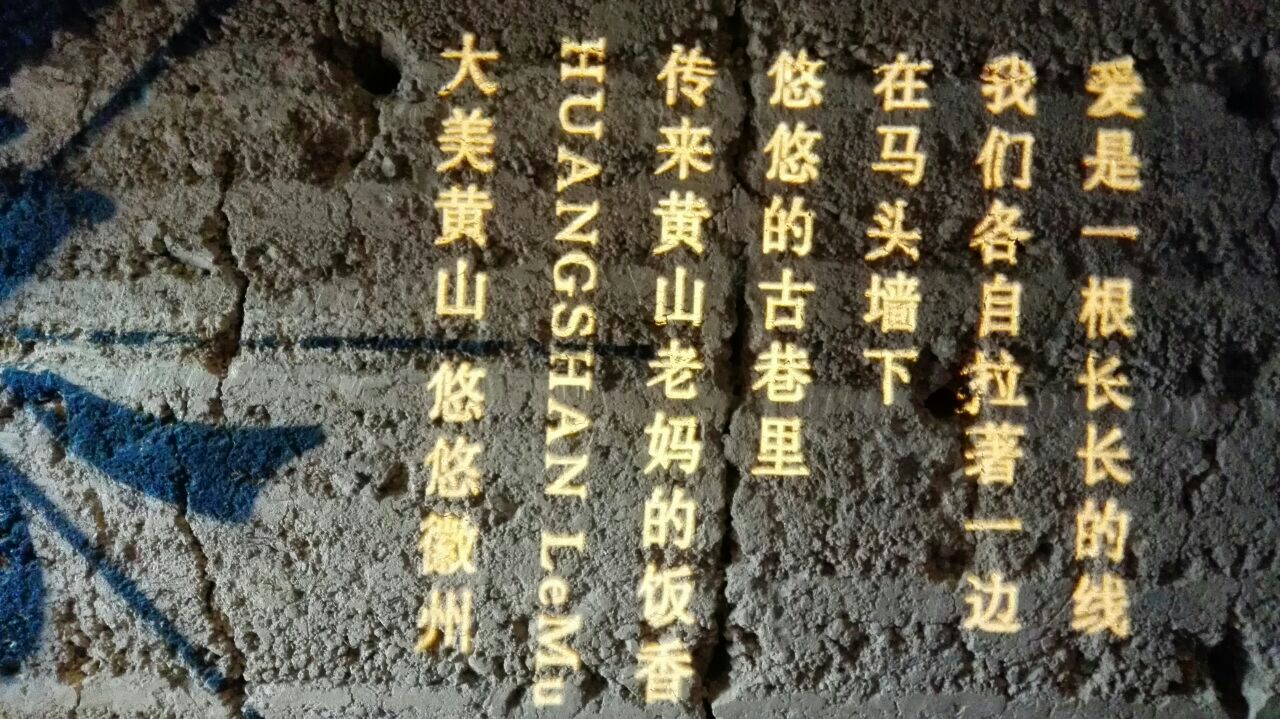 爱是一根长长的线
我们各自拉著一边
在马头墙下
悠悠的古巷里
传来黄山老妈的饭香
HUANGSHAN LeMu
大美黄山 悠悠徽州